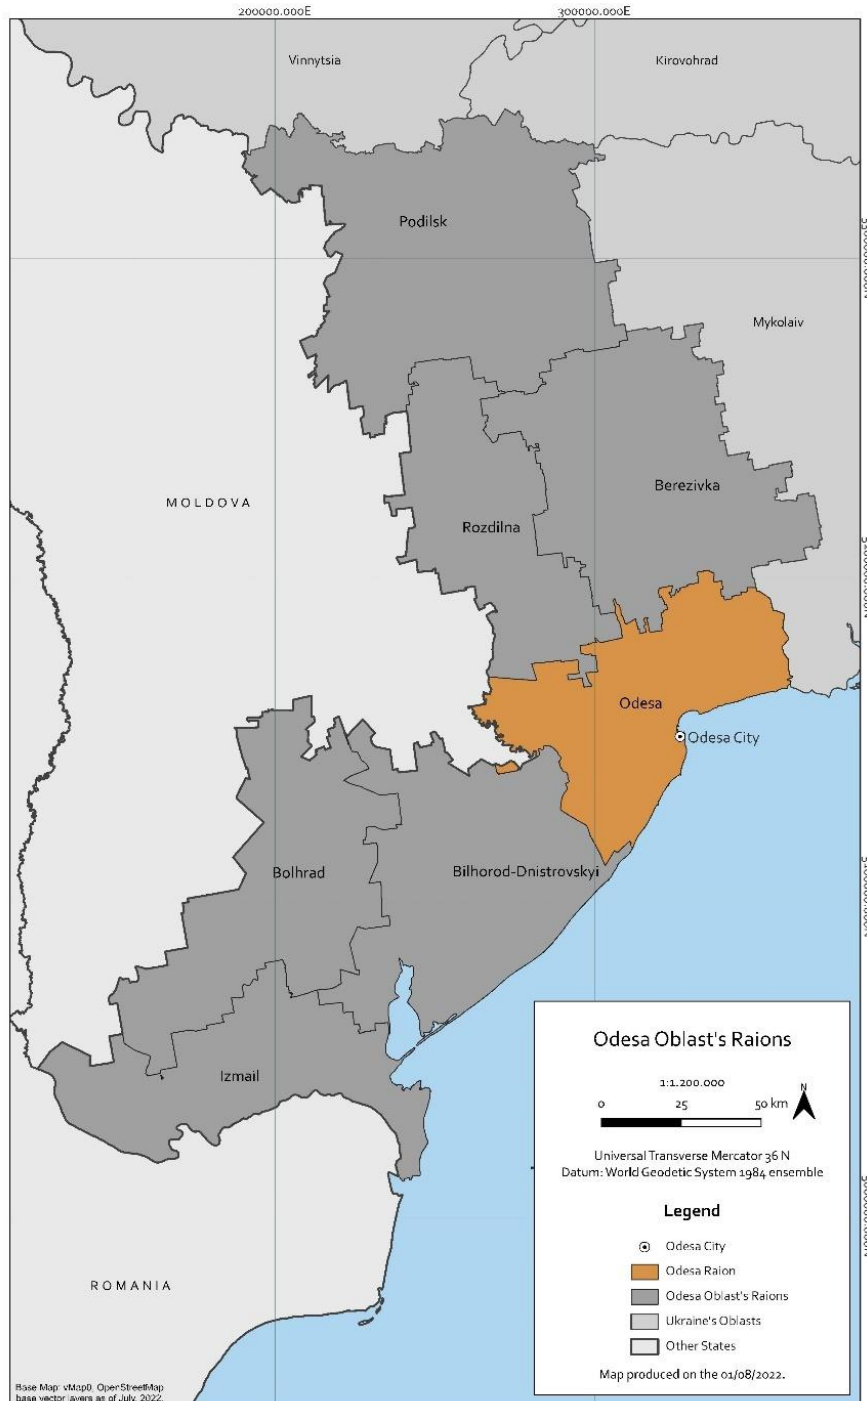 200000.000E
300000.000E
Vinnytsia
Kirovohrad
Podilsk
Mykolaiv
MOLDOVA
Berezivka
Rozdilna
Odesa
Odesa City
Bolhrad
Bilhorod-Dnistrovskyi
Izmail
ROMANIA
Odesa Oblast's Raions
1:1.200.000
N
0 25 50 km
Universal Transverse Mercator 36 N
Datum: World Geodetic System 1984 ensemble
Legend
Odesa City
Odesa Raion
Odesa Oblast's Raions
Ukraine's Oblasts
Other States
Map produced on the 01/08/2022.
Base Map: vMap0, OpenStreetMap
base vector layers as of July, 2022.